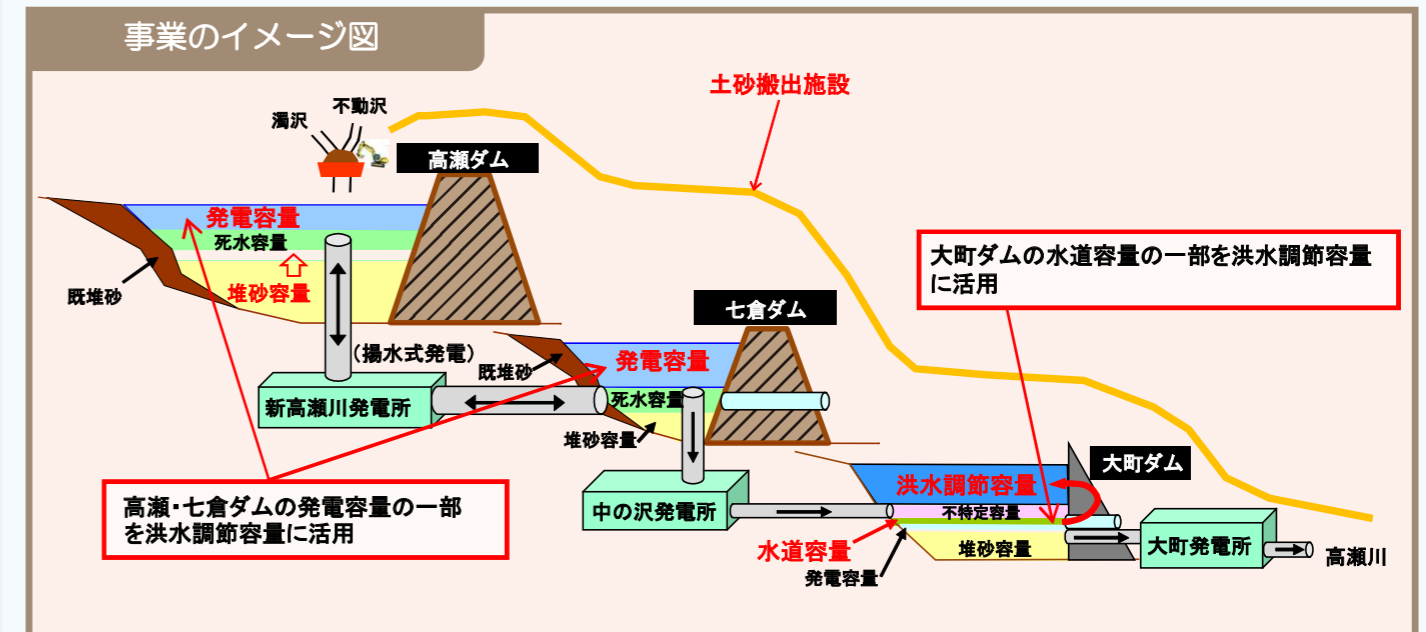 事業のイメージ図
土砂搬出施設
不動沢
濁沢
高瀬ダム
発電容量
死水容量
堆砂容量
既堆砂
大町ダムの水道容量の一部を洪水調節容量
に活用
七倉ダム
(揚水式発電)
既堆砂
発電容量
新高瀬川発電所
死水容量
堆砂容量
大町ダム
高瀬・七倉ダムの発電容量の一部
を洪水調節容量に活用
洪水調節容量
中の沢発電所
不特定容量
水道容量
堆砂容量
発電容量
大町発電所
高瀬川